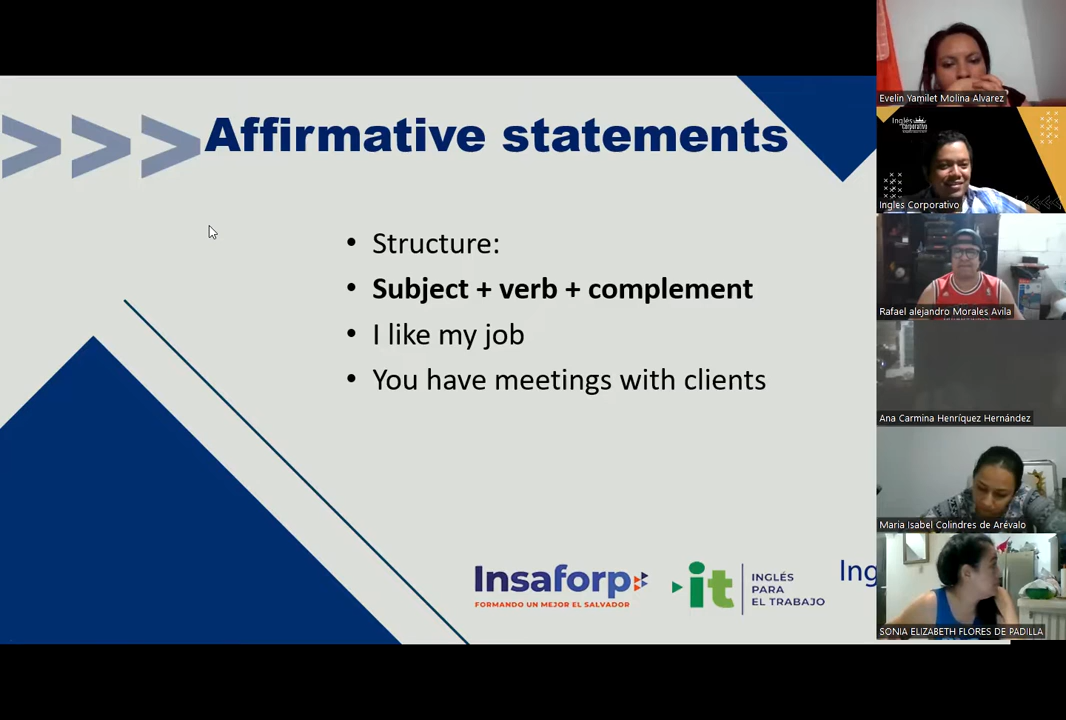 >>> Affirmative statements
• Structure:
• Subject + verb + complement
• I like my job
• You have meetings with clients
Insaforp
FORMANDO UN MEJOR EL SALVADOR
it
INGLÉS
PARA
EL TRABAJO
Ing
Evelin Yamilet Molina Alvarez
Inglés
Corporativo
Ingles Corporativo
Rafael alejandro Morales Avila
Ana Carmina Henríquez Hernández
Maria Isabel Colindres de Arévalo
SONIA ELIZABETH FLORES DE PADILLA